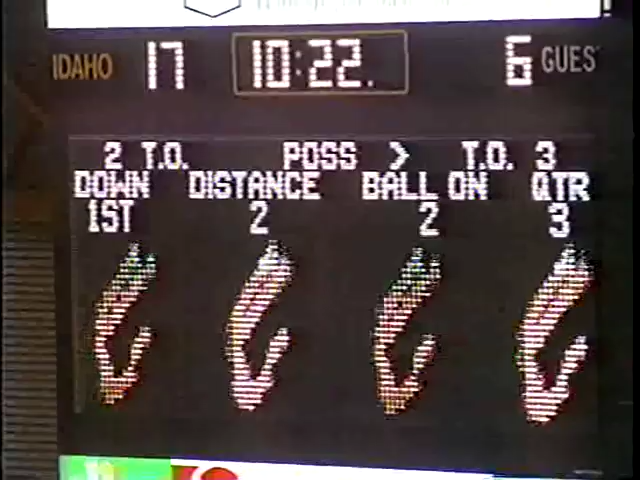 IDAHO 17 10:22. 6 GUES
2 T.O. POSS > T.O. 3
DOWN DISTANCE BALL ON QTR
1ST 2 2 3